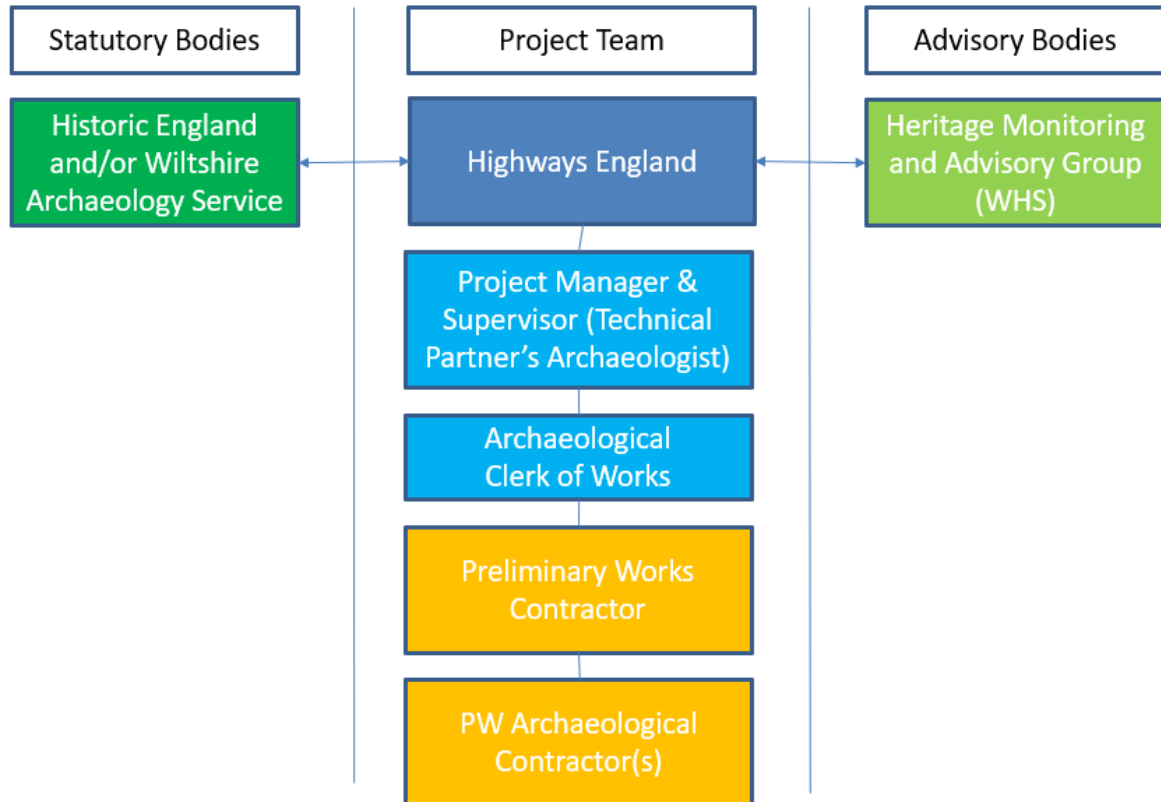 Statutory Bodies
Project Team
Advisory Bodies
Historic England
and/or Wiltshire
Archaeology Service
Highways England
Heritage Monitoring
and Advisory Group
(WHS)
Project Manager &
Supervisor (Technical
Partner’s Archaeologist)
Archaeological
Clerk of Works
Preliminary Works
Contractor
PW Archaeological
Contractor(s)